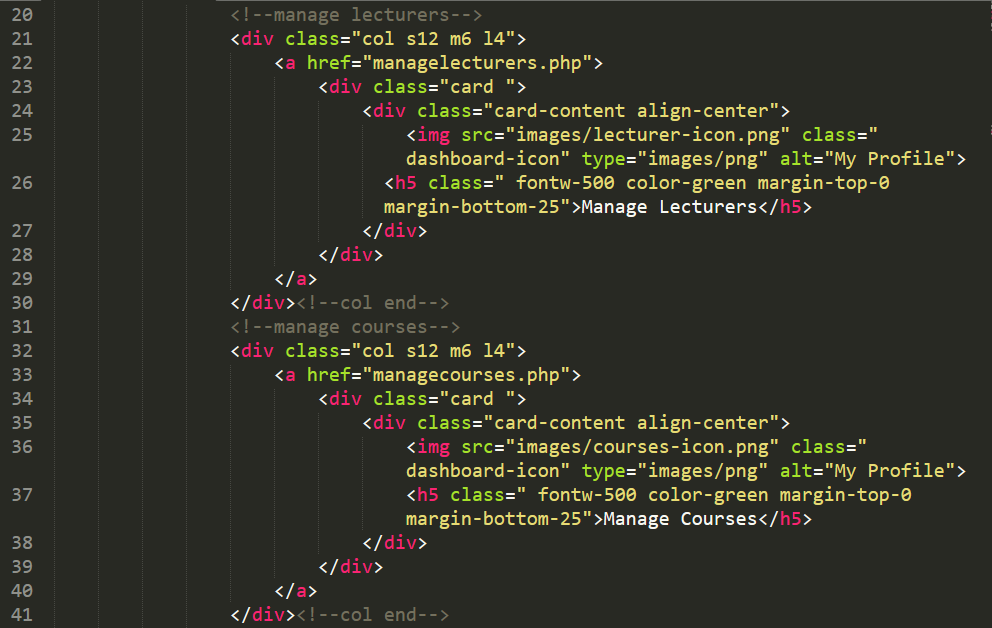 20 <!--manage lecturers-->
21 <div class="col s12 m6 l4">
22 <a href="managelecturers.php">
23 <div class="card ">
24 <div class="card-content align-center">
25 <img src="images/lecturer-icon.png" class="
dashboard-icon" type="images/png" alt="My Profile">
26 <h5 class=" fontw-500 color-green margin-top-0
margin-bottom-25">Manage Lecturers</h5>
27 </div>
28 </div>
29 </a>
30 </div><!--col end-->
31 <!--manage courses-->
32 <div class="col s12 m6 l4">
33 <a href="managecourses.php">
34 <div class="card ">
35 <div class="card-content align-center">
36 <img src="images/courses-icon.png" class="
dashboard-icon" type="images/png" alt="My Profile">
37 <h5 class=" fontw-500 color-green margin-top-0
margin-bottom-25">Manage Courses</h5>
38 </div>
39 </div>
40 </a>
41 </div><!--col end-->